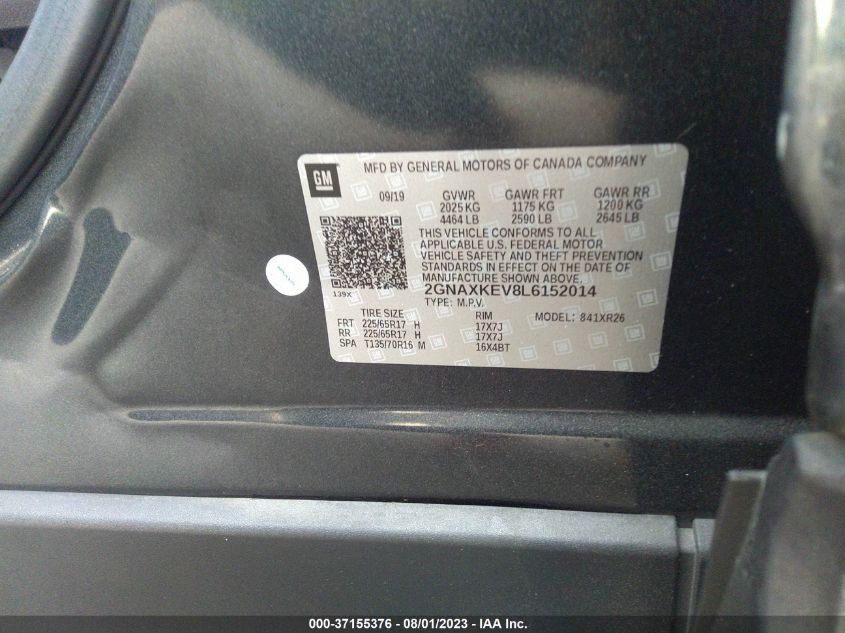 MFD BY GENERAL MOTORS OF CANADA COMPANY
GM
09/19 GVWR GAWR FRT GAWR RR
2025 KG 1175 KG 1200 KG
4464 LB 2590 LB 2645 LB
THIS VEHICLE CONFORMS TO ALL
APPLICABLE U.S. FEDERAL MOTOR
VEHICLE SAFETY AND THEFT PREVENTION
STANDARDS IN EFFECT ON THE DATE OF
MANUFACTURE SHOWN ABOVE.
139X
2GNAXKEV8L6152014
TYPE: M.P.V.
TIRE SIZE RIM MODEL: 841XR26
FRT 225/65R17 H 17X7J
RR 225/65R17 H 17X7J
SPA T135/70R16 M 16X4BT
000-37155376 - 08/01/2023 - IAA Inc.